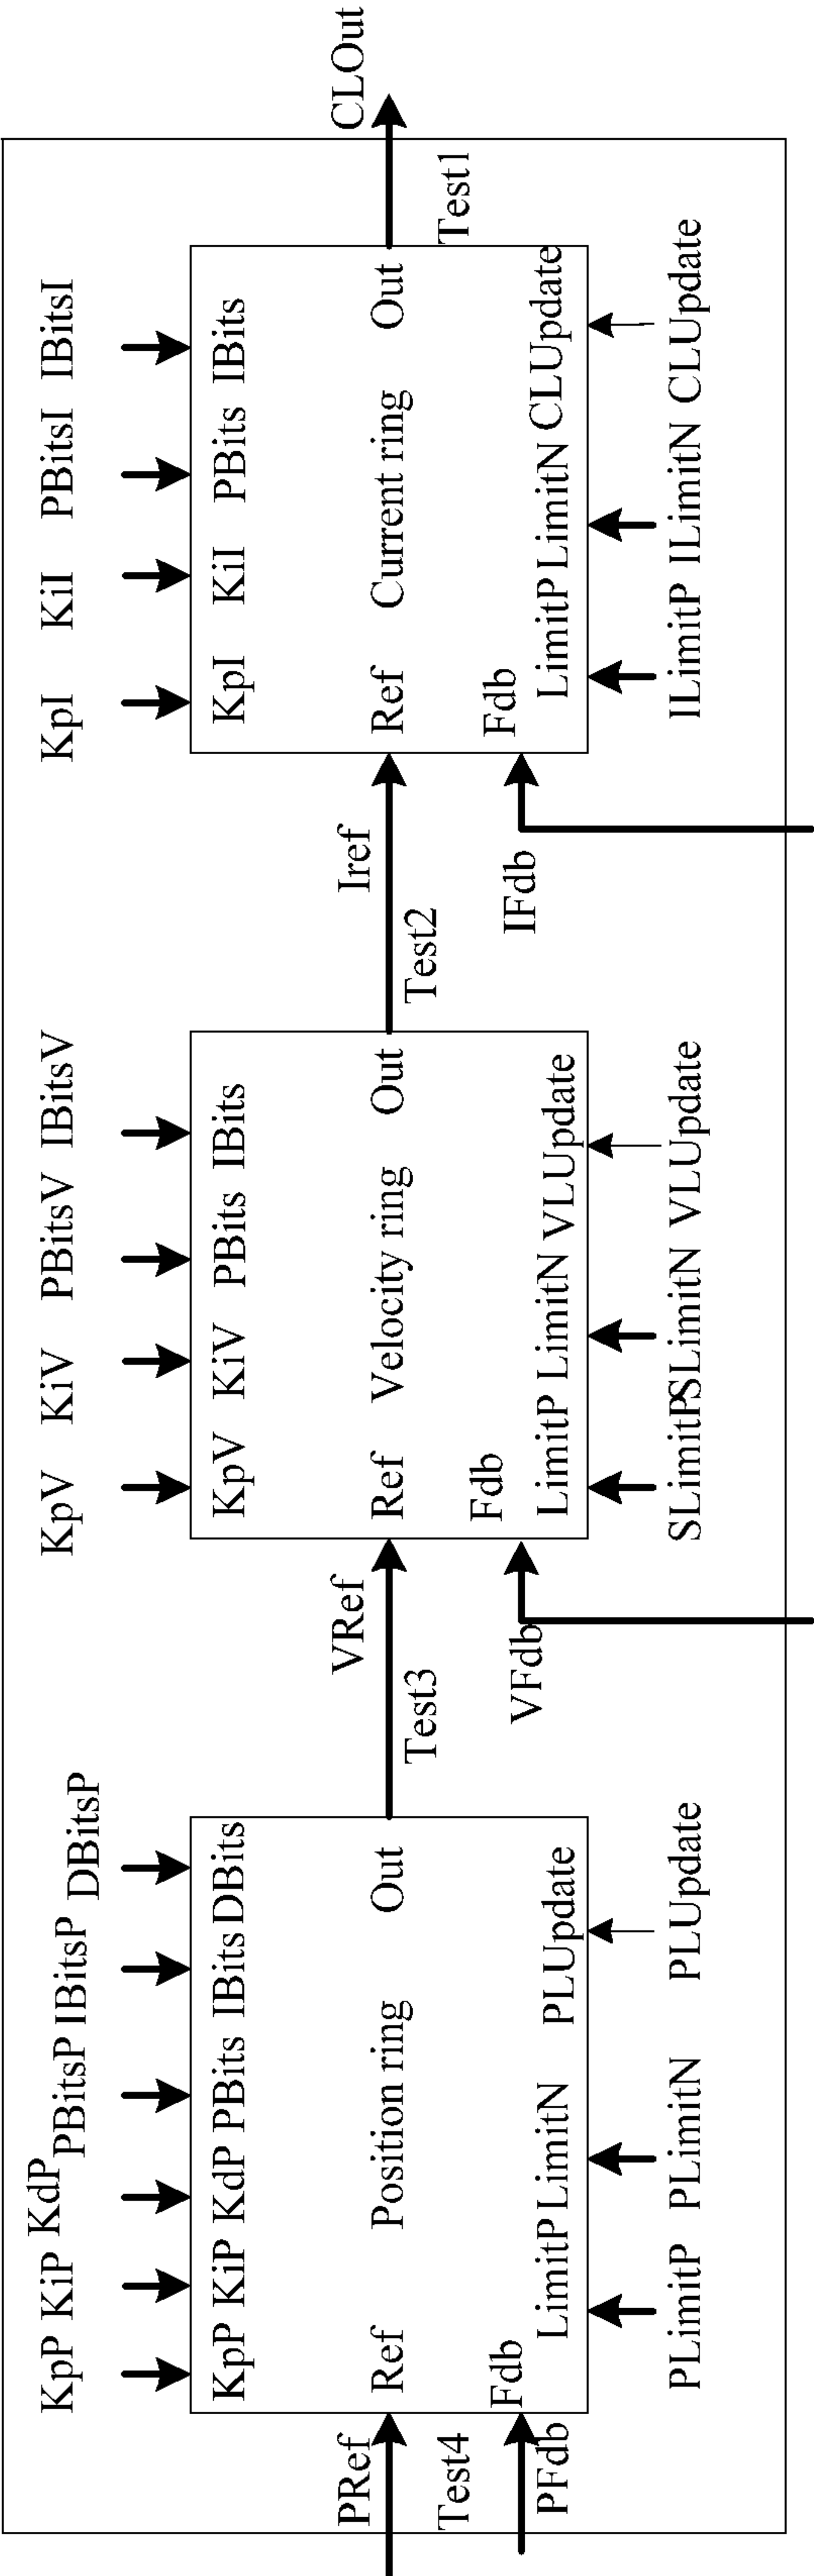 KpP KiP KdP PBitsP IBitsP DBitsP
KpP KiP KdP PBits IBits DBits
PRef
Ref Position ring Out
Test4
Fdb
PFdb
LimitP LimitN PLUpdate
PLimitP PLimitN PLUpdate
VRef
Test3
VFdb
KpV KiV PBitsV IBitsV
KpV KiV PBits IBits
Ref Velocity ring Out
Fdb
LimitP LimitN VLUpdate
SLimitP SLimitN VLUpdate
Iref
Test2
IFdb
KpI KiI PBitsI IBitsI
KpI KiI PBits IBits
Ref Current ring Out
Fdb
LimitP LimitN CLUpdate
ILimitP ILimitN CLUpdate
CLOut
Test1